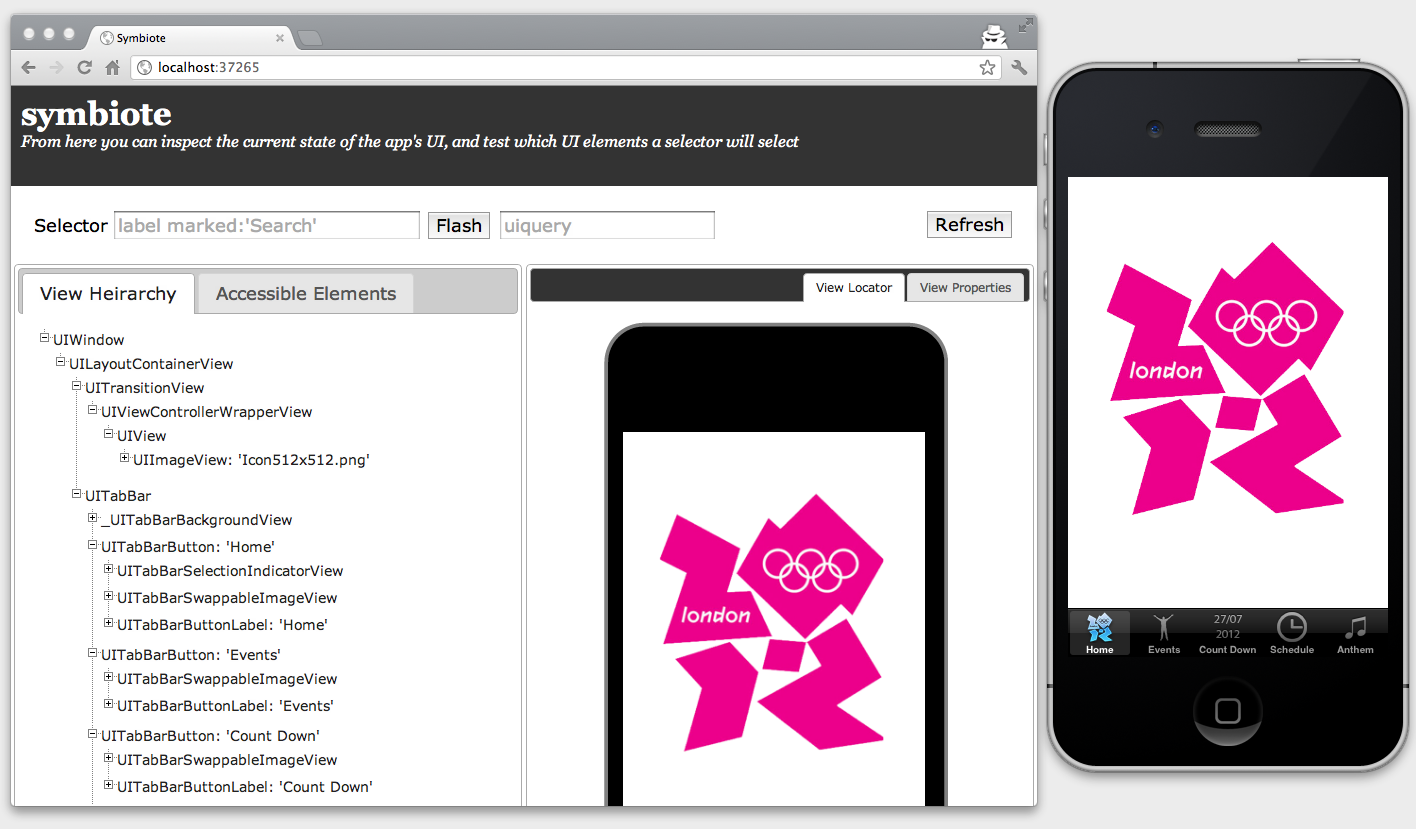 Symbiote
localhost:37265
symbiote
From here you can inspect the current state of the app's UI, and test which UI elements a selector will select
Selector label marked:'Search' Flash uiquery Refresh
View Heirarchy Accessible Elements
View Locator View Properties
UIWindow
UILayoutContainerView
UITransitionView
UIViewControllerWrapperView
UIView
UIImageView: 'Icon512x512.png'
UITabBar
_UITabBarBackgroundView
UITabBarButton: 'Home'
UITabBarSelectionIndicatorView
UITabBarSwappableImageView
UITabBarButtonLabel: 'Home'
UITabBarButton: 'Events'
UITabBarSwappableImageView
UITabBarButtonLabel: 'Events'
UITabBarButton: 'Count Down'
UITabBarSwappableImageView
UITabBarButtonLabel: 'Count Down'
london
london
27/07
2012
Home Events Count Down Schedule Anthem